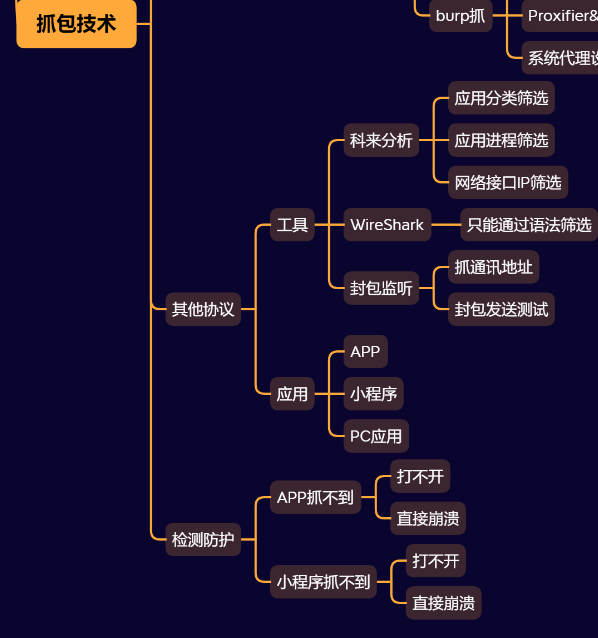 抓包技术
burp抓
Proxifier&
系统代理设
其他协议
工具
科来分析
应用分类筛选
应用进程筛选
网络接口IP筛选
WireShark
只能通过语法筛选
封包监听
抓通讯地址
封包发送测试
应用
APP
小程序
PC应用
检测防护
APP抓不到
打不开
直接崩溃
小程序抓不到
打不开
直接崩溃